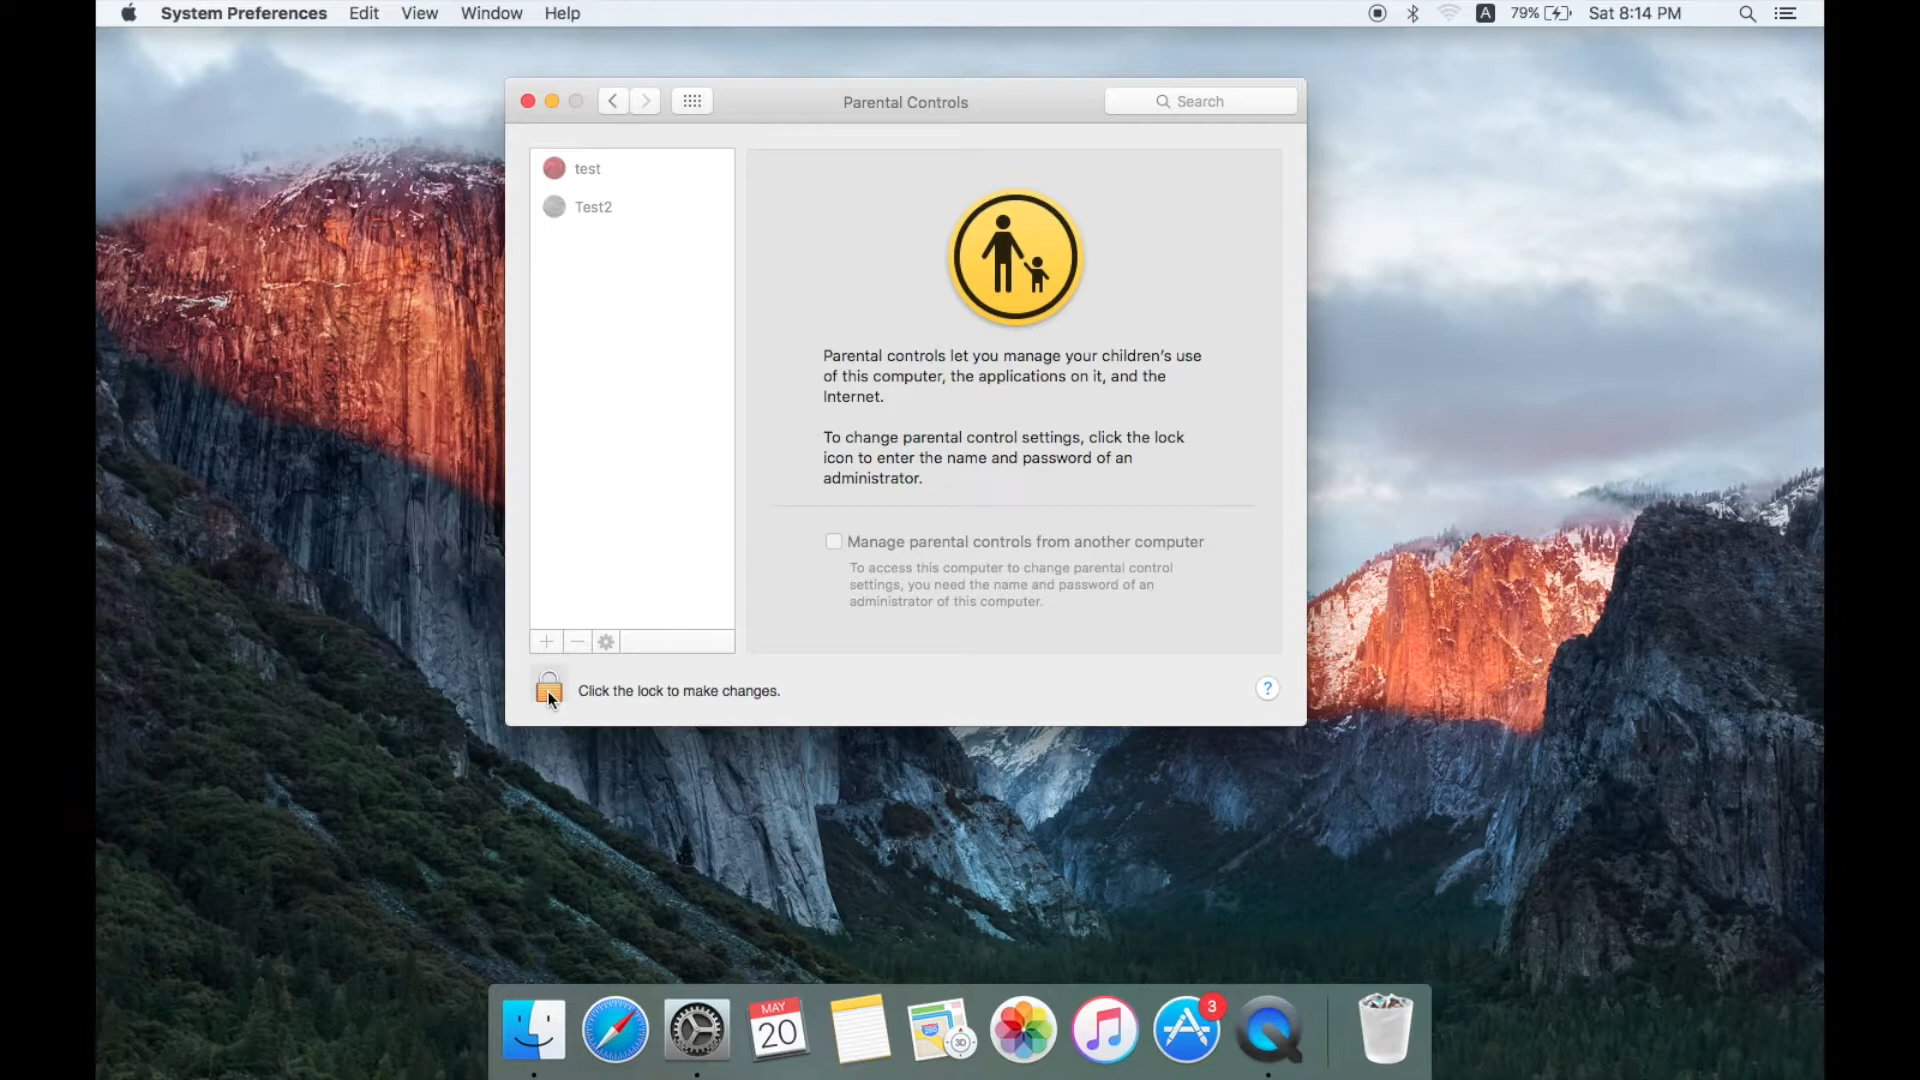 System Preferences Edit View Window Help A 79% Sat 8:14 PM
Parental Controls
Search
test
Test2
Parental controls let you manage your children's use
of this computer, the applications on it, and the
Internet.
To change parental control settings, click the lock
icon to enter the name and password of an
administrator.
Manage parental controls from another computer
To access this computer to change parental control
settings, you need the name and password of an
administrator of this computer.
Click the lock to make changes.
?
MAY
20
3D
3